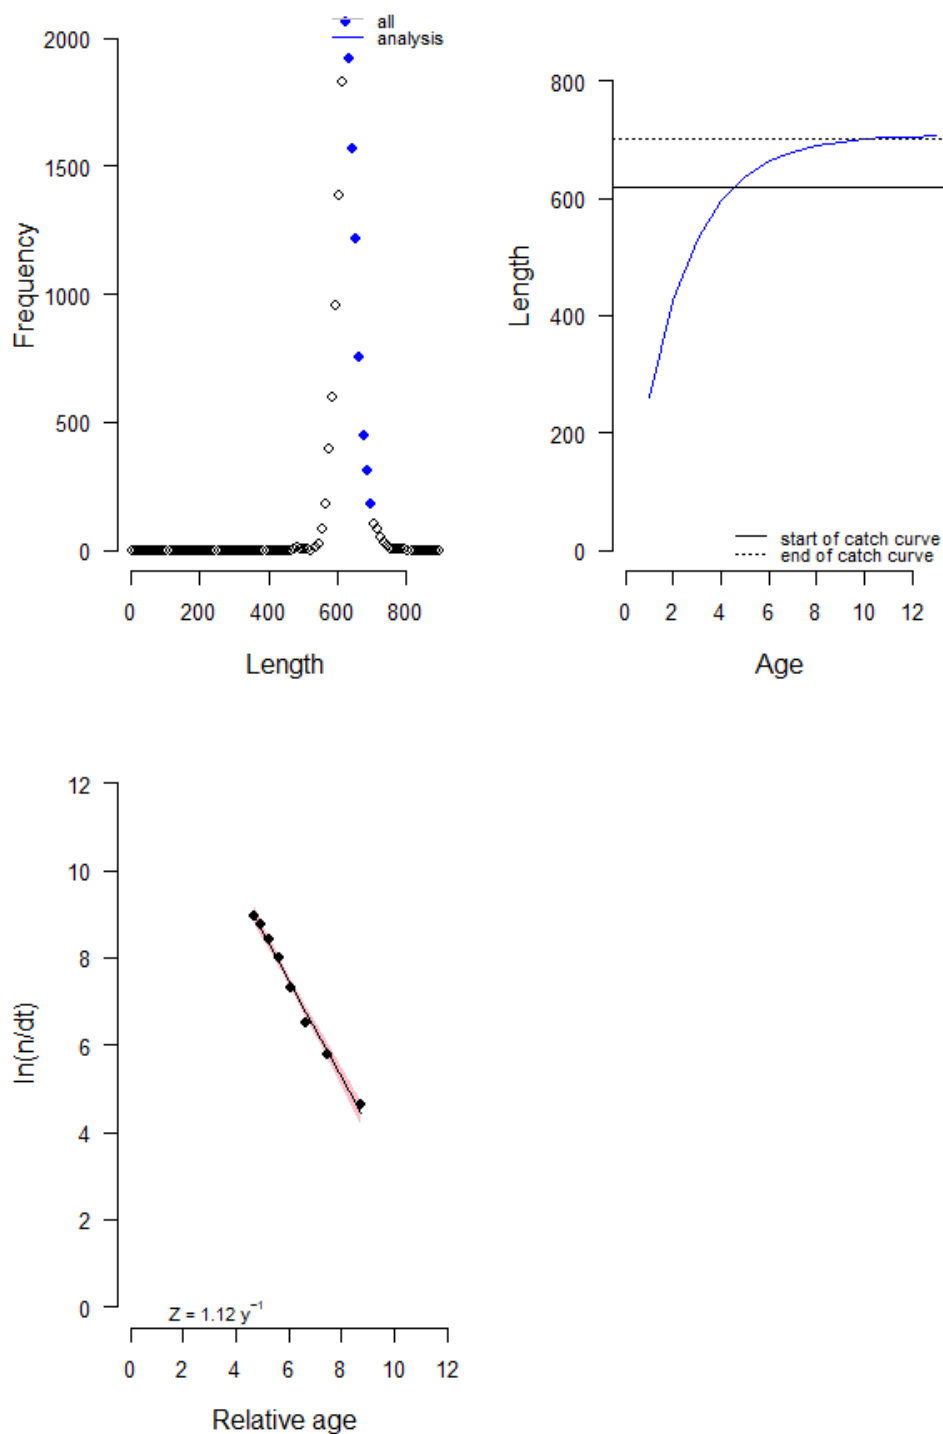 all
analysis
2000
1500
1000
500
0
Frequency
0 200 400 600 800
Length
800
600
400
200
0
Length
start of catch curve
end of catch curve
0 2 4 6 8 10 12
Age
12
10
8
6
4
2
0
ln(n/dt)
Z = 1.12 y⁻¹
0 2 4 6 8 10 12
Relative age